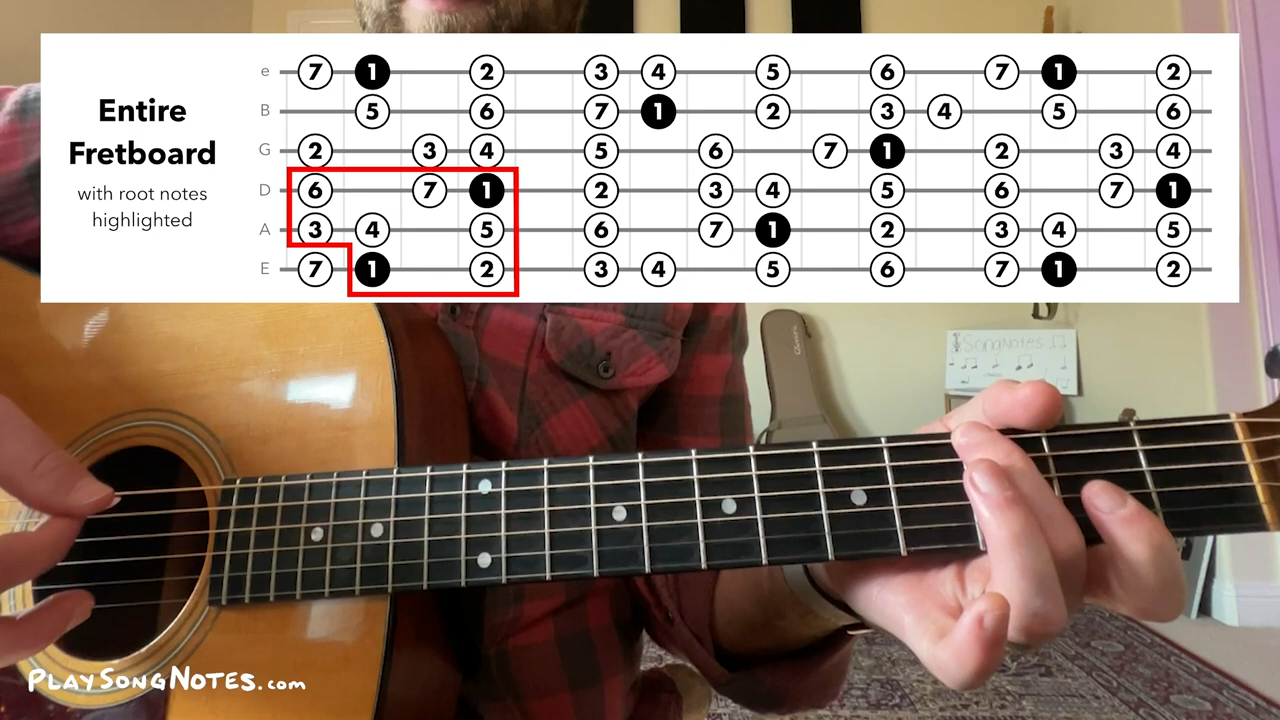 Entire
Fretboard
with root notes
highlighted
e 7 1 2 3 4 5 6 7 1 2
B 5 6 7 1 2 3 4 5 6
G 2 3 4 5 6 7 1 2 3 4
D 6 7 1 2 3 4 5 6 7 1
A 3 4 5 6 7 1 2 3 4 5
E 7 1 2 3 4 5 6 7 1 2
SongNotes
PLAYSONGNOTES.COM